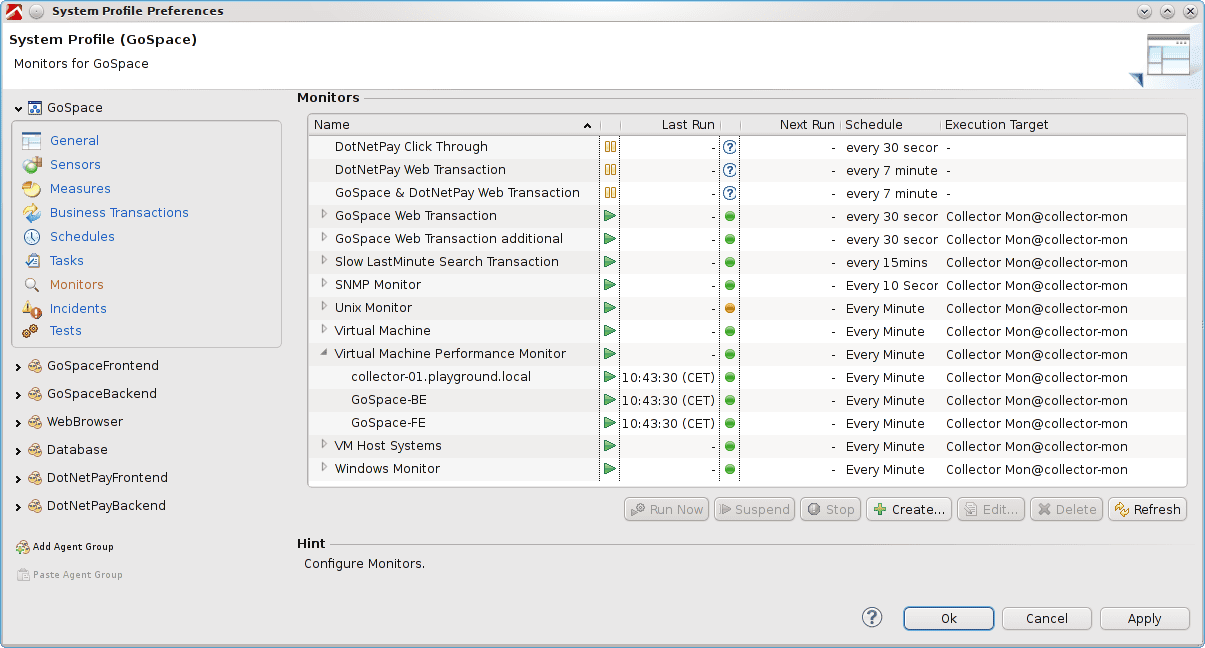 System Profile Preferences
System Profile (GoSpace)
Monitors for GoSpace
GoSpace
General
Sensors
Measures
Business Transactions
Schedules
Tasks
Monitors
Incidents
Tests
GoSpaceFrontend
GoSpaceBackend
WebBrowser
Database
DotNetPayFrontend
DotNetPayBackend
Add Agent Group
Paste Agent Group
Monitors
Name Last Run Next Run Schedule Execution Target
DotNetPay Click Through - ? - every 30 secor -
DotNetPay Web Transaction - ? - every 7 minute -
GoSpace & DotNetPay Web Transaction - ? - every 7 minute -
GoSpace Web Transaction - - every 30 secor Collector Mon@collector-mon
GoSpace Web Transaction additional - - every 30 secor Collector Mon@collector-mon
Slow LastMinute Search Transaction - - every 15mins Collector Mon@collector-mon
SNMP Monitor - - Every 10 Secor Collector Mon@collector-mon
Unix Monitor - - Every Minute Collector Mon@collector-mon
Virtual Machine - - Every Minute Collector Mon@collector-mon
Virtual Machine Performance Monitor - - Every Minute Collector Mon@collector-mon
collector-01.playground.local 10:43:30 (CET) - Every Minute Collector Mon@collector-mon
GoSpace-BE 10:43:30 (CET) - Every Minute Collector Mon@collector-mon
GoSpace-FE 10:43:30 (CET) - Every Minute Collector Mon@collector-mon
VM Host Systems - - Every Minute Collector Mon@collector-mon
Windows Monitor - - Every Minute Collector Mon@collector-mon
Run Now Suspend Stop Create... Edit... Delete Refresh
Hint
Configure Monitors.
? Ok Cancel Apply